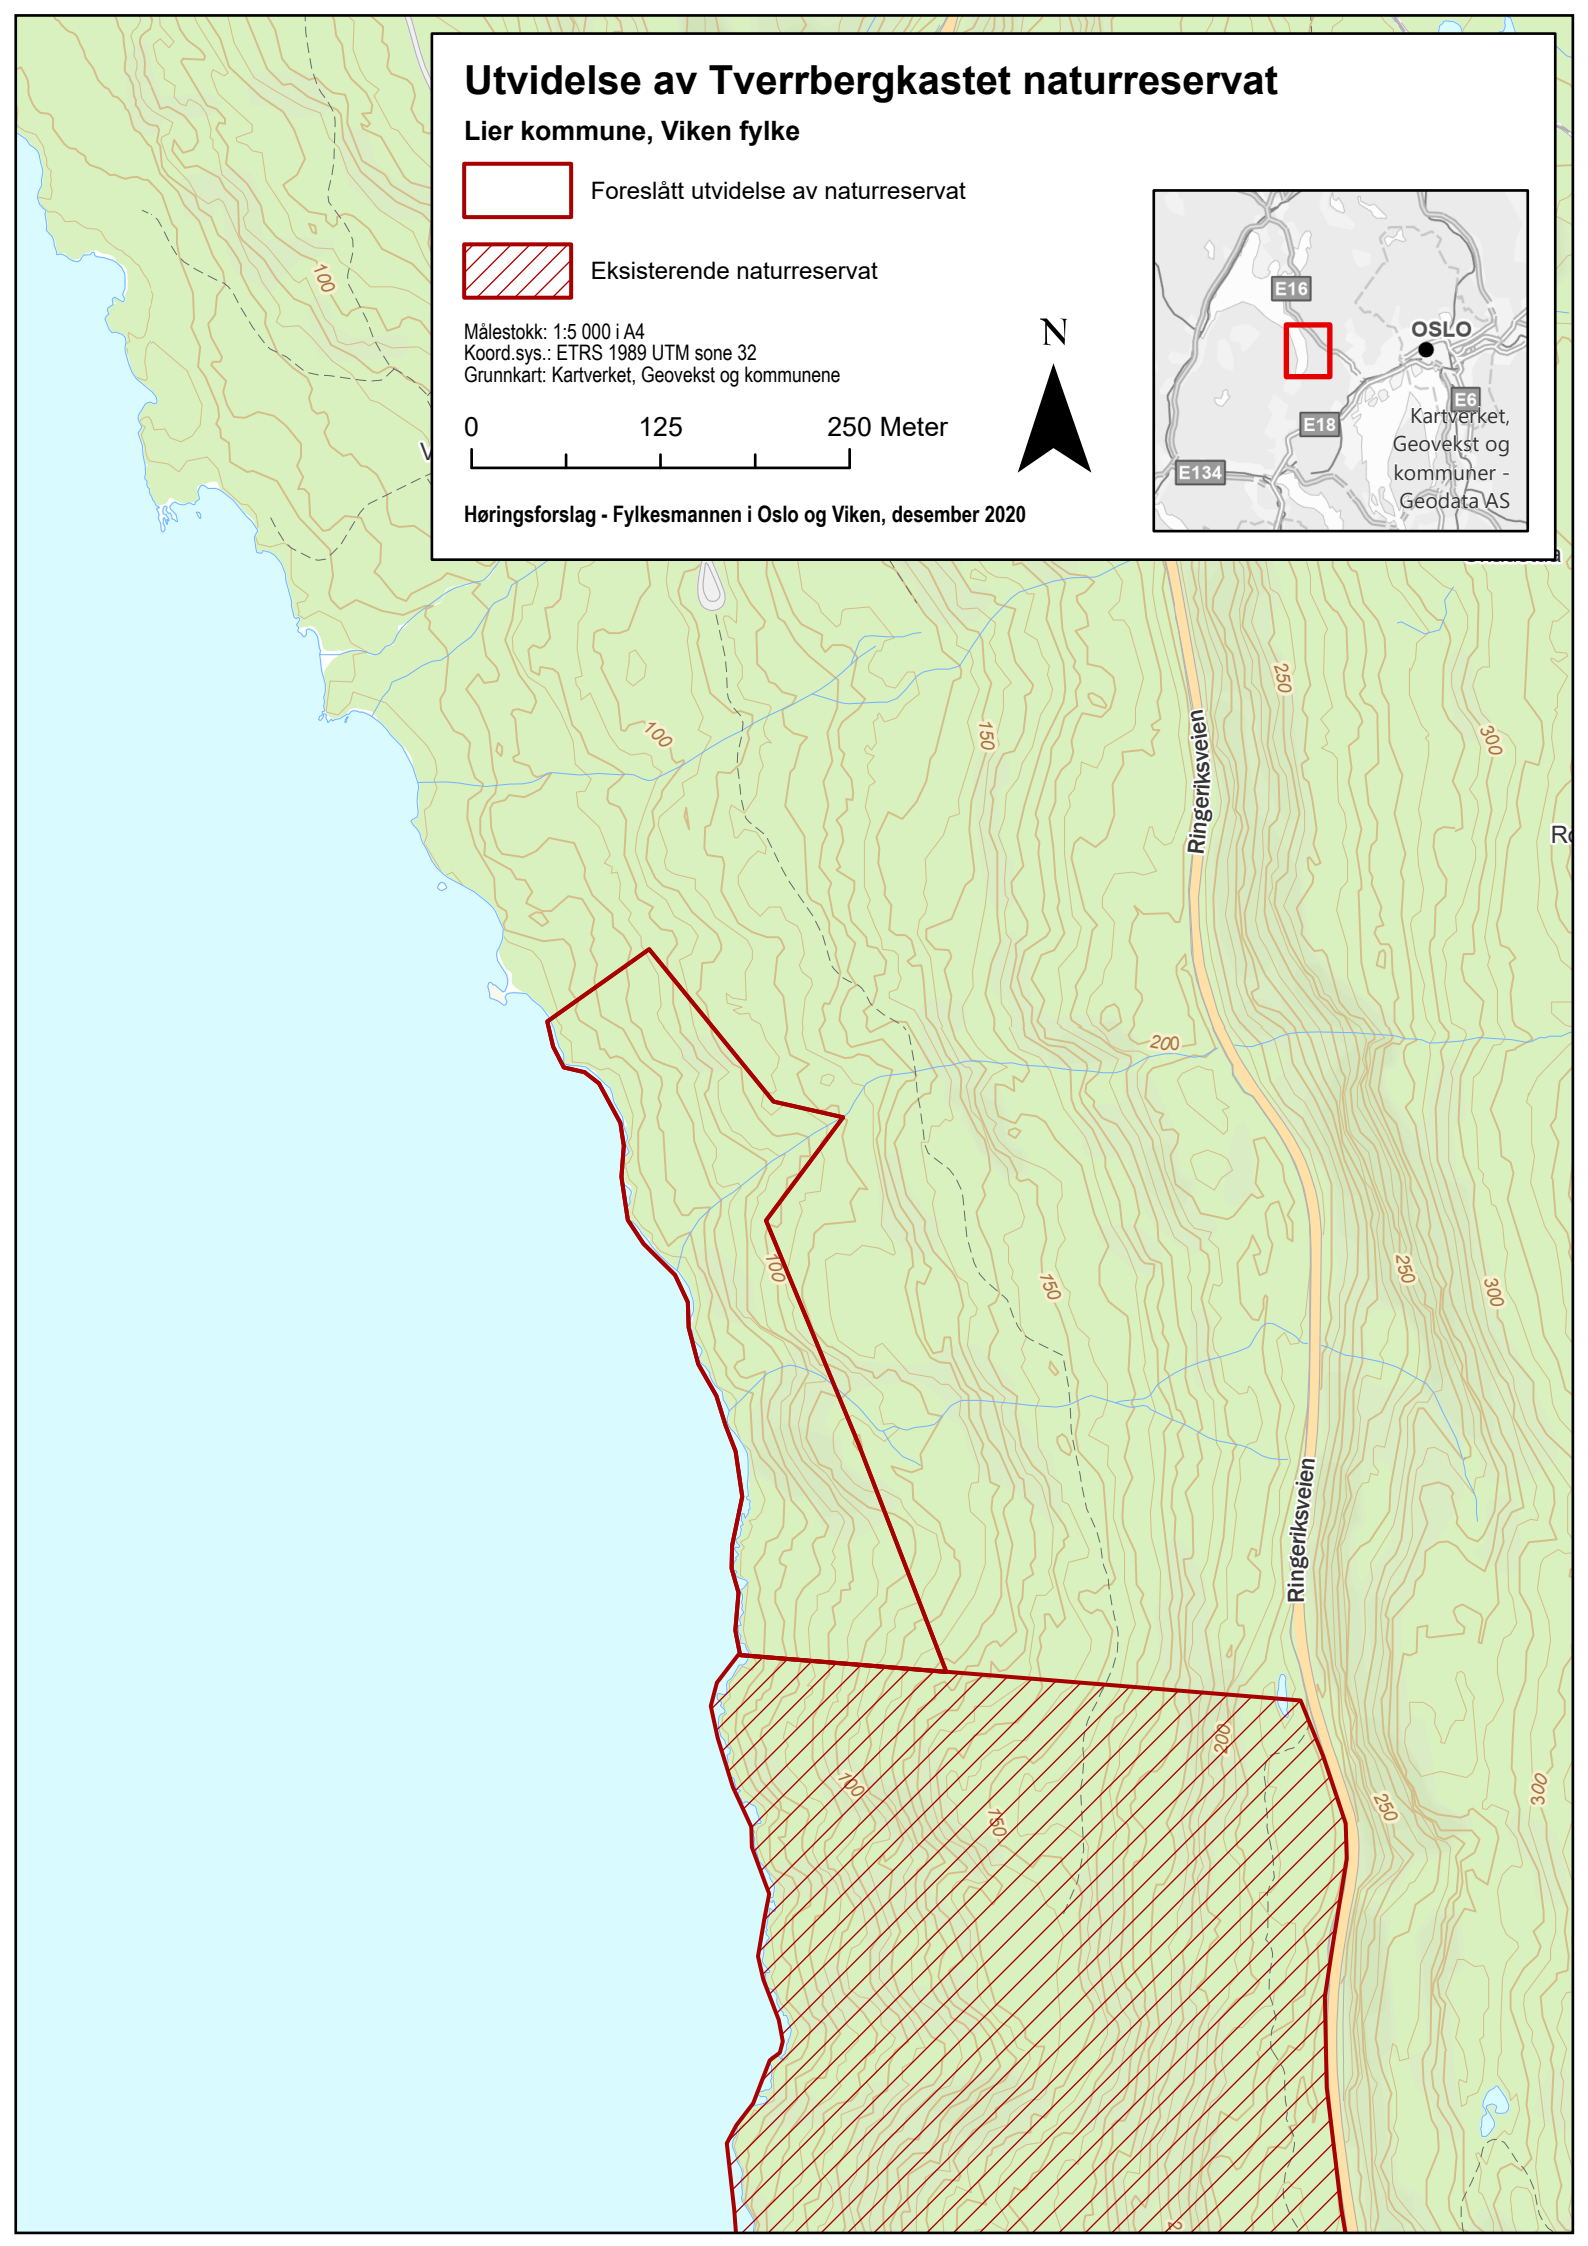 Utvidelse av Tverrbergkastet naturreservat
Lier kommune, Viken fylke
Foreslått utvidelse av naturreservat
Eksisterende naturreservat
Målestokk: 1:5 000 i A4
Koord.sys.: ETRS 1989 UTM sone 32
Grunnkart: Kartverket, Geovekst og kommunene
0 125 250 Meter
Høringsforslag - Fylkesmannen i Oslo og Viken, desember 2020
N
E16
OSLO
E6
E18
E134
Kartverket,
Geovekst og
kommuner -
Geodata AS
100
V
100
150
250
300
Ringeriksveien
Ro
200
100
150
250
300
Ringeriksveien
200
100
150
250
300
2